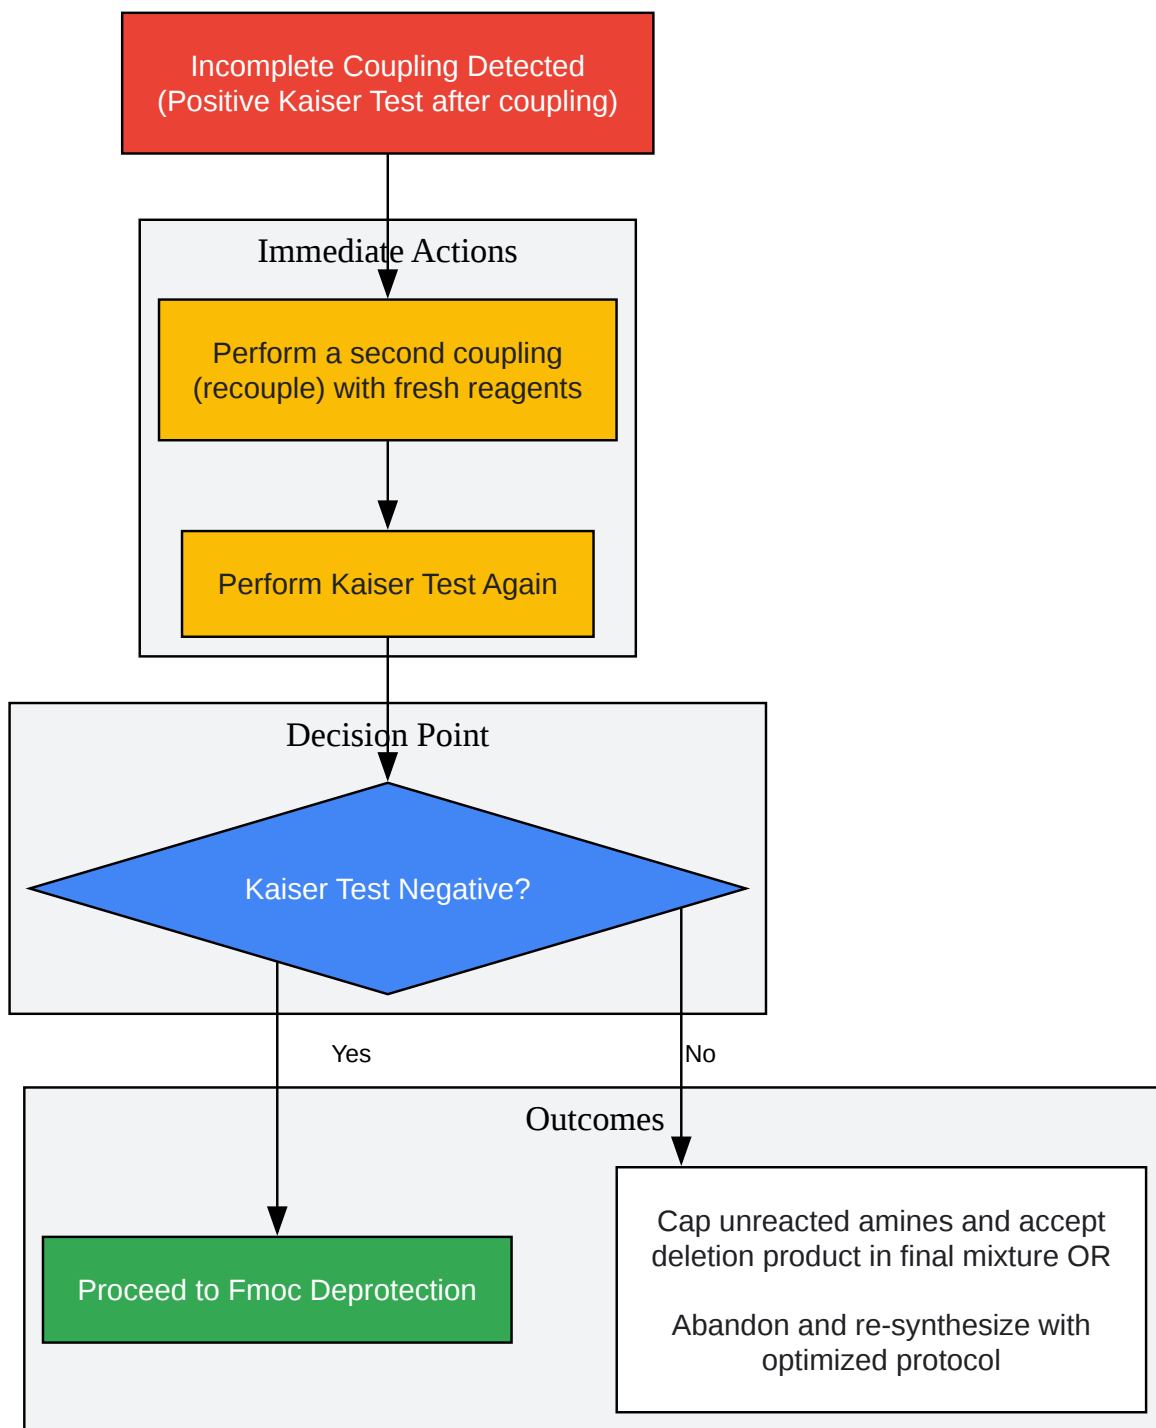 Incomplete Coupling Detected
(Positive Kaiser Test after coupling)
Immediate Actions
Perform a second coupling
(recouple) with fresh reagents
Perform Kaiser Test Again
Decision Point
Kaiser Test Negative?
Yes
No
Outcomes
Proceed to Fmoc Deprotection
Cap unreacted amines and accept
deletion product in final mixture OR
Abandon and re-synthesize with
optimized protocol